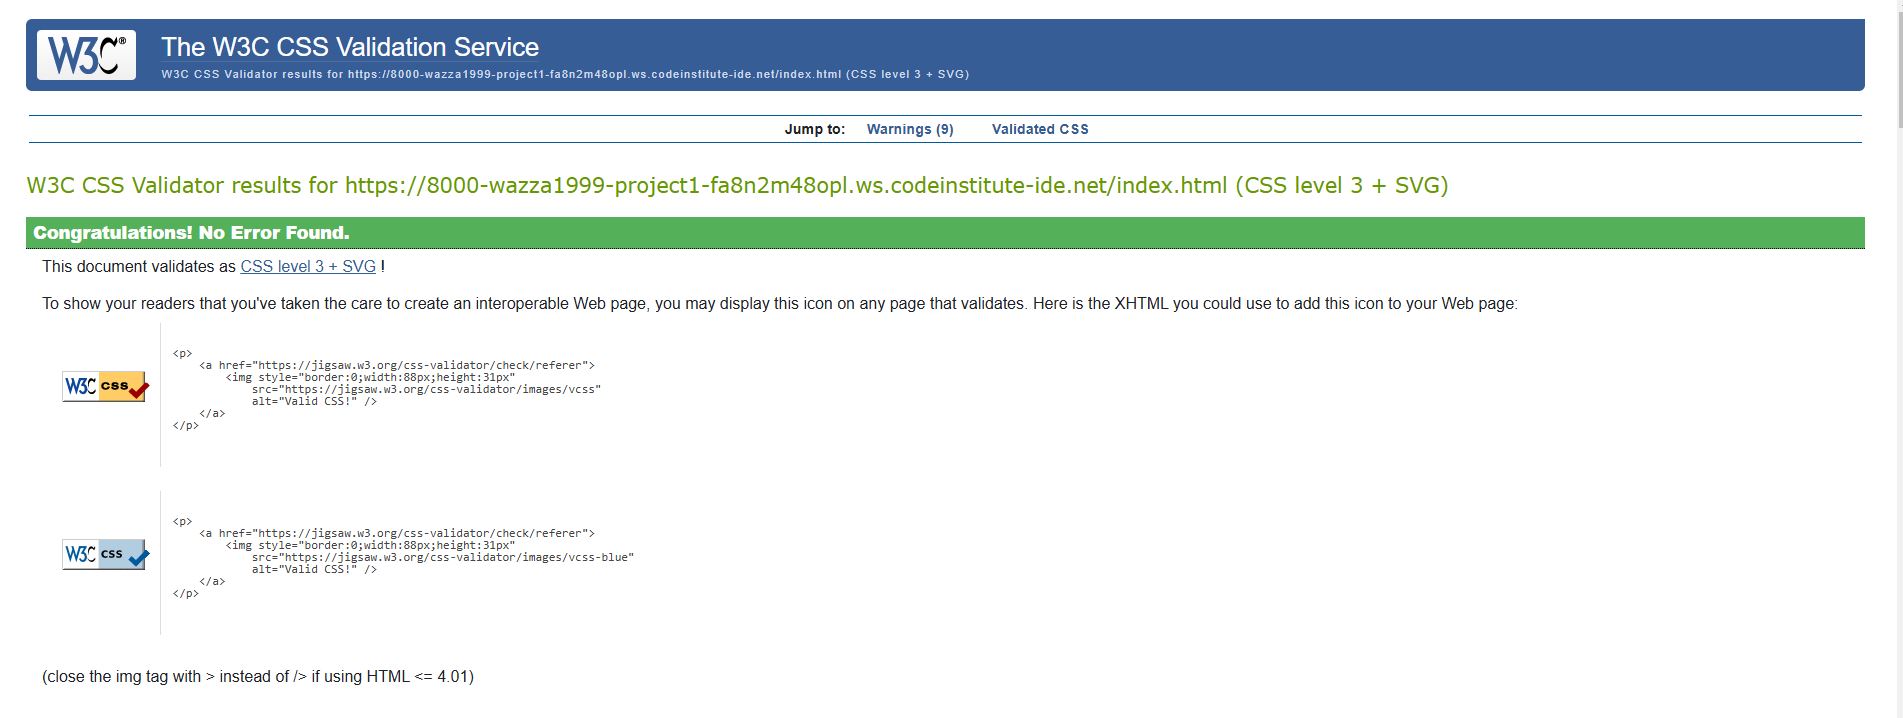 W3C®
The W3C CSS Validation Service
W3C CSS Validator results for https://8000-wazza1999-project1-fa8n2m48opl.ws.codeinstitute-ide.net/index.html (CSS level 3 + SVG)
Jump to: Warnings (9) Validated CSS
W3C CSS Validator results for https://8000-wazza1999-project1-fa8n2m48opl.ws.codeinstitute-ide.net/index.html (CSS level 3 + SVG)
Congratulations! No Error Found.
This document validates as CSS level 3 + SVG !
To show your readers that you've taken the care to create an interoperable Web page, you may display this icon on any page that validates. Here is the XHTML you could use to add this icon to your Web page:
W3C css
<p>
<a href="https://jigsaw.w3.org/css-validator/check/referer">
<img style="border:0;width:88px;height:31px"
src="https://jigsaw.w3.org/css-validator/images/vcss"
alt="Valid CSS!" />
</a>
</p>
W3C css
<p>
<a href="https://jigsaw.w3.org/css-validator/check/referer">
<img style="border:0;width:88px;height:31px"
src="https://jigsaw.w3.org/css-validator/images/vcss-blue"
alt="Valid CSS!" />
</a>
</p>
(close the img tag with > instead of /> if using HTML <= 4.01)